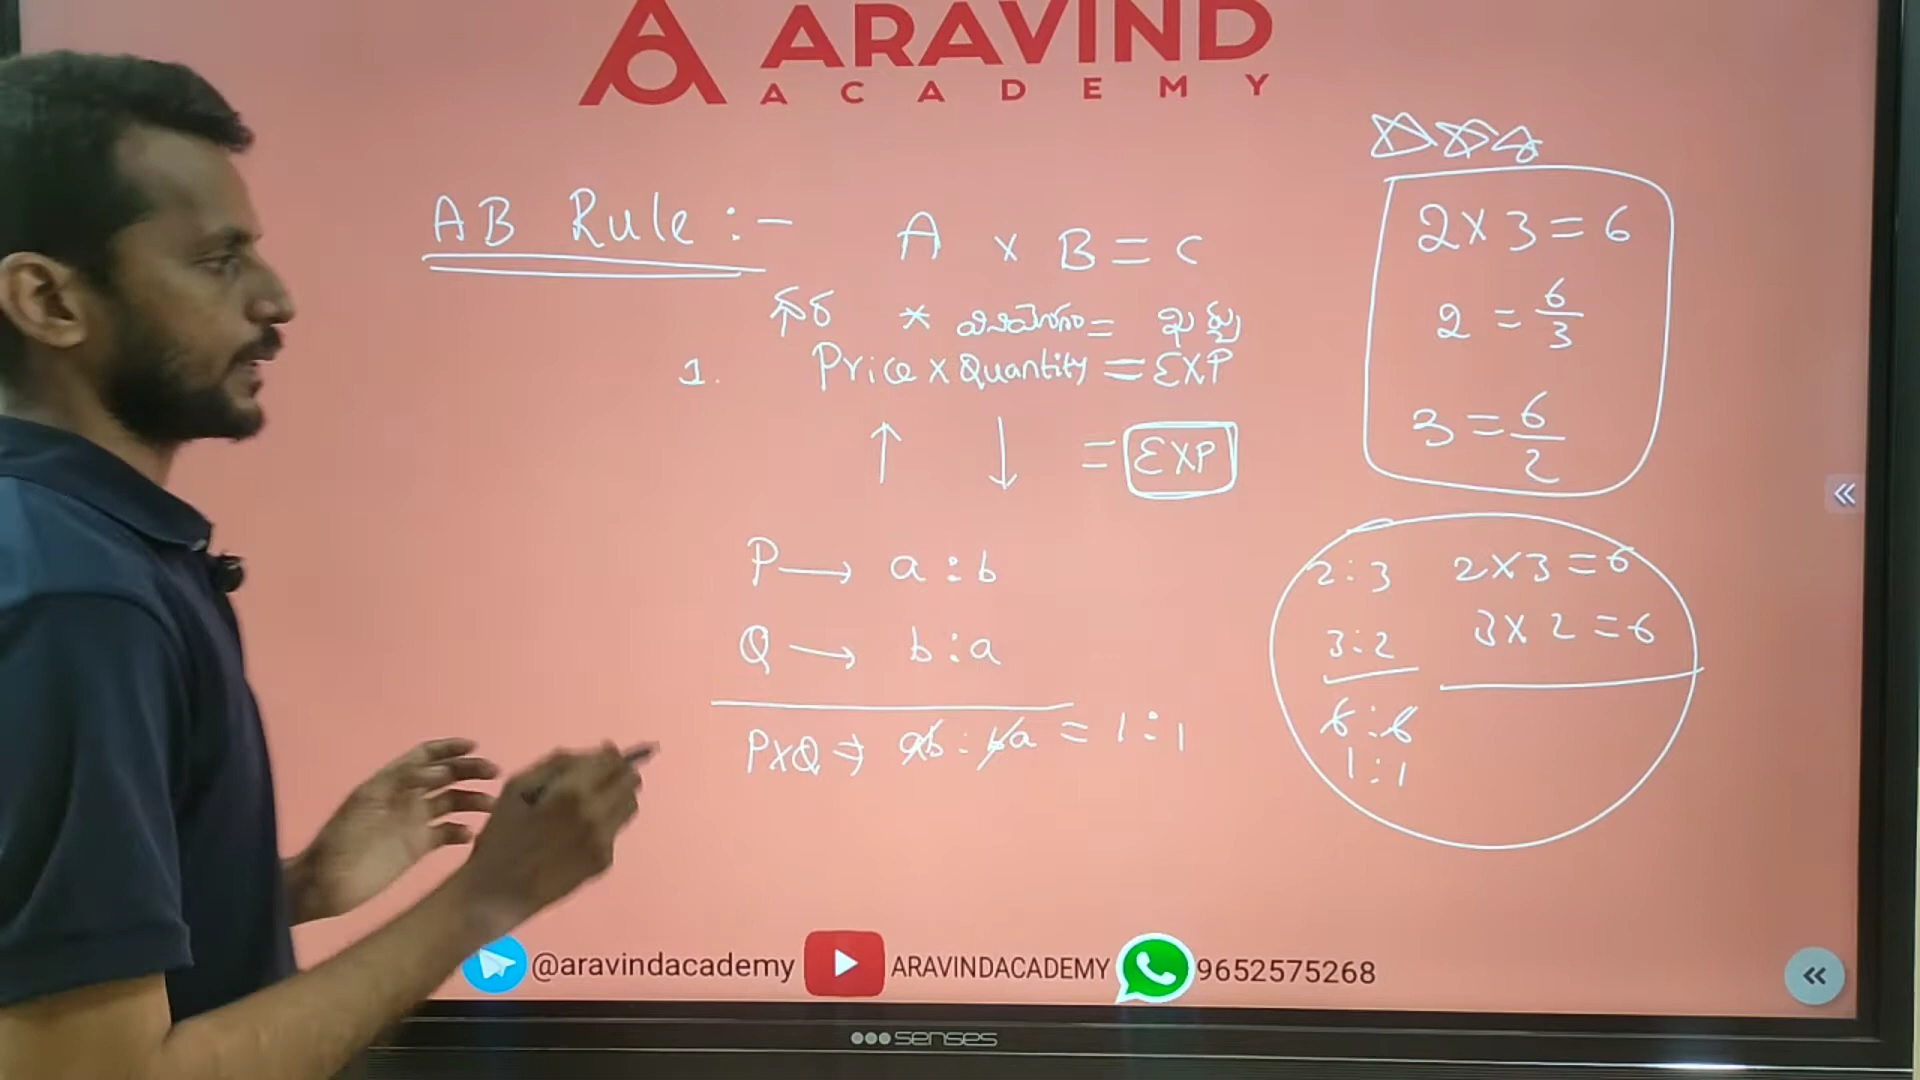 ARAVIND
ACADEMY
AB Rule :-
A × B = C
ధర * వినియోగం = ఖర్చు
1. Price × Quantity = EXP
↑ ↓ = EXP
P → a : b
Q → b : a
P×Q ⇒ ab : ba = 1 : 1
2×3 = 6
2 = 6/3
3 = 6/2
2:3 2×3 = 6
3:2 3×2 = 6
6:6
1:1
@aravindacademy ARAVINDACADEMY 9652575268
senses